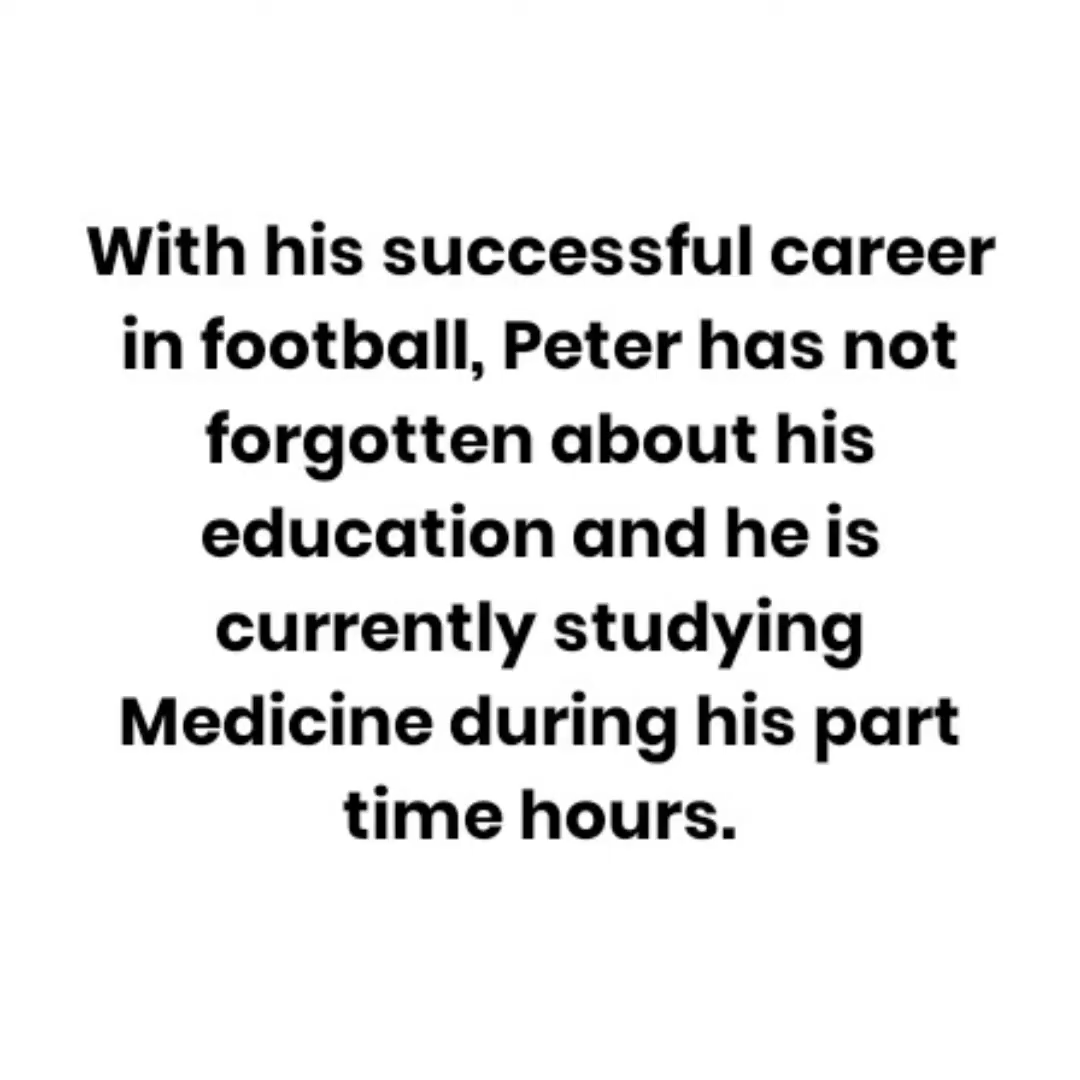 With his successful career
in football, Peter has not
forgotten about his
education and he is
currently studying
Medicine during his part
time hours.